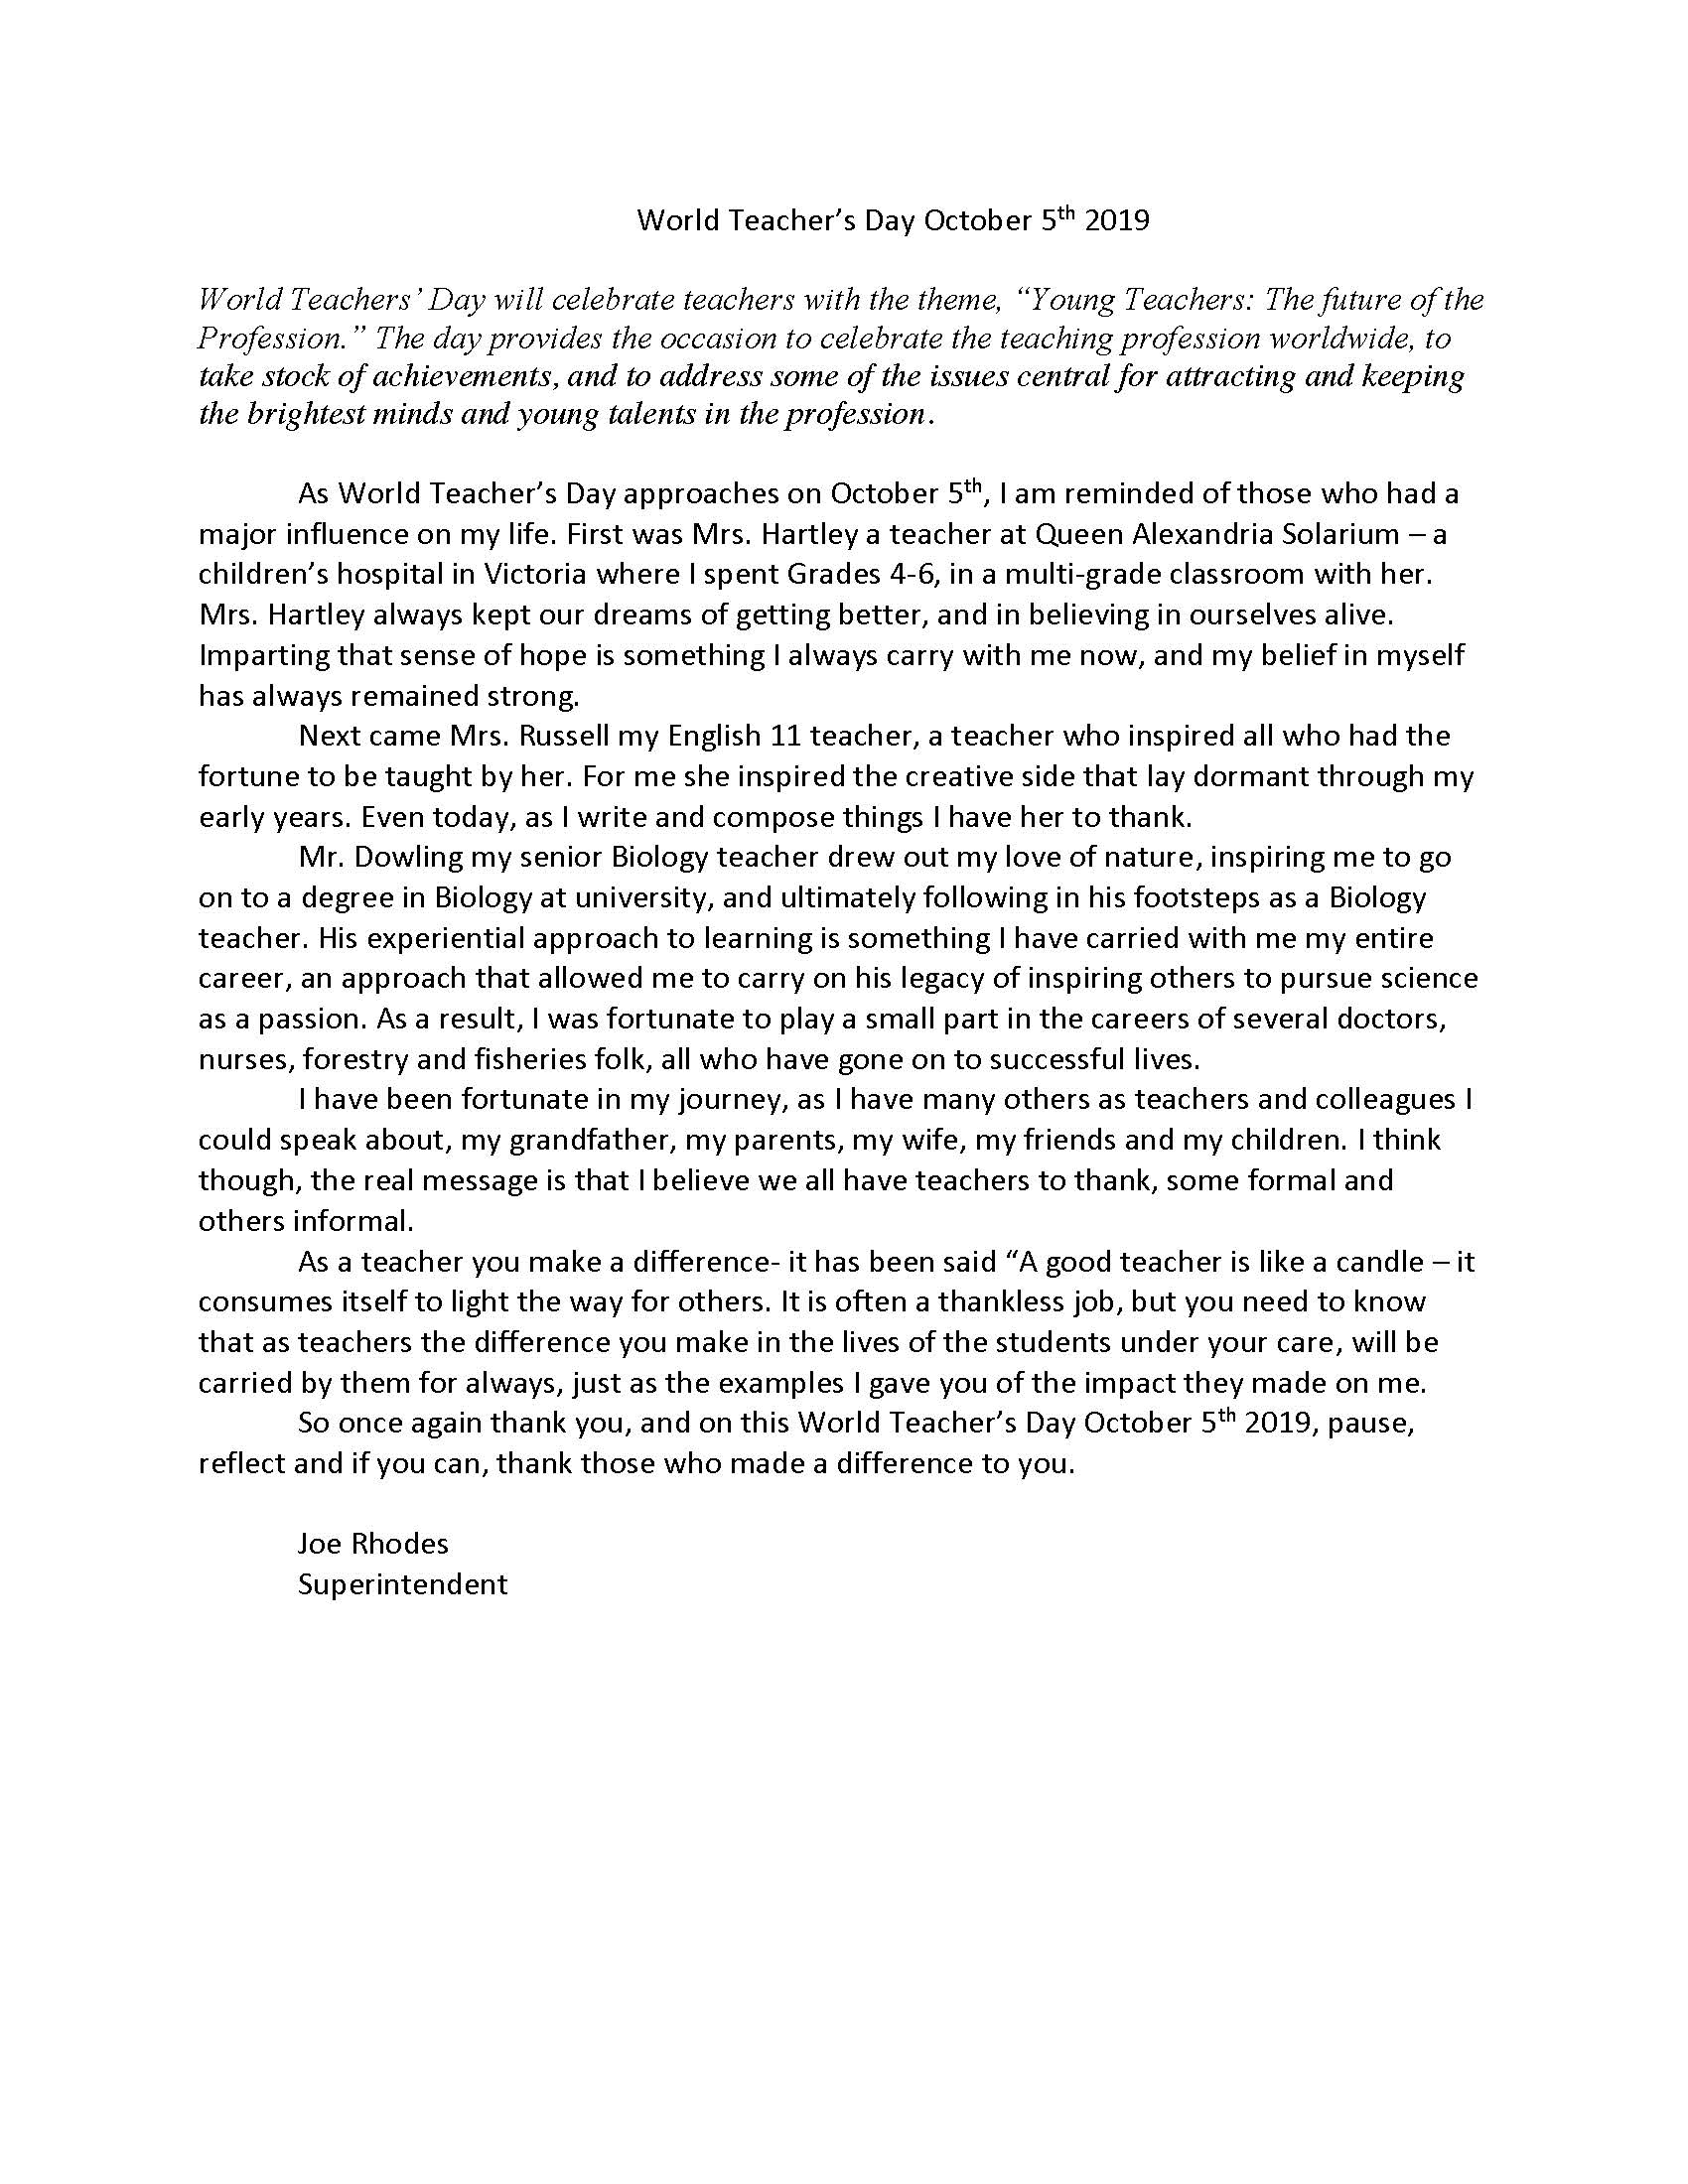 World Teacher’s Day October 5th 2019
World Teachers’ Day will celebrate teachers with the theme, “Young Teachers: The future of the
Profession.” The day provides the occasion to celebrate the teaching profession worldwide, to
take stock of achievements, and to address some of the issues central for attracting and keeping
the brightest minds and young talents in the profession.
As World Teacher’s Day approaches on October 5th, I am reminded of those who had a
major influence on my life. First was Mrs. Hartley a teacher at Queen Alexandria Solarium – a
children’s hospital in Victoria where I spent Grades 4-6, in a multi-grade classroom with her.
Mrs. Hartley always kept our dreams of getting better, and in believing in ourselves alive.
Imparting that sense of hope is something I always carry with me now, and my belief in myself
has always remained strong.
Next came Mrs. Russell my English 11 teacher, a teacher who inspired all who had the
fortune to be taught by her. For me she inspired the creative side that lay dormant through my
early years. Even today, as I write and compose things I have her to thank.
Mr. Dowling my senior Biology teacher drew out my love of nature, inspiring me to go
on to a degree in Biology at university, and ultimately following in his footsteps as a Biology
teacher. His experiential approach to learning is something I have carried with me my entire
career, an approach that allowed me to carry on his legacy of inspiring others to pursue science
as a passion. As a result, I was fortunate to play a small part in the careers of several doctors,
nurses, forestry and fisheries folk, all who have gone on to successful lives.
I have been fortunate in my journey, as I have many others as teachers and colleagues I
could speak about, my grandfather, my parents, my wife, my friends and my children. I think
though, the real message is that I believe we all have teachers to thank, some formal and
others informal.
As a teacher you make a difference- it has been said “A good teacher is like a candle – it
consumes itself to light the way for others. It is often a thankless job, but you need to know
that as teachers the difference you make in the lives of the students under your care, will be
carried by them for always, just as the examples I gave you of the impact they made on me.
So once again thank you, and on this World Teacher’s Day October 5th 2019, pause,
reflect and if you can, thank those who made a difference to you.
Joe Rhodes
Superintendent